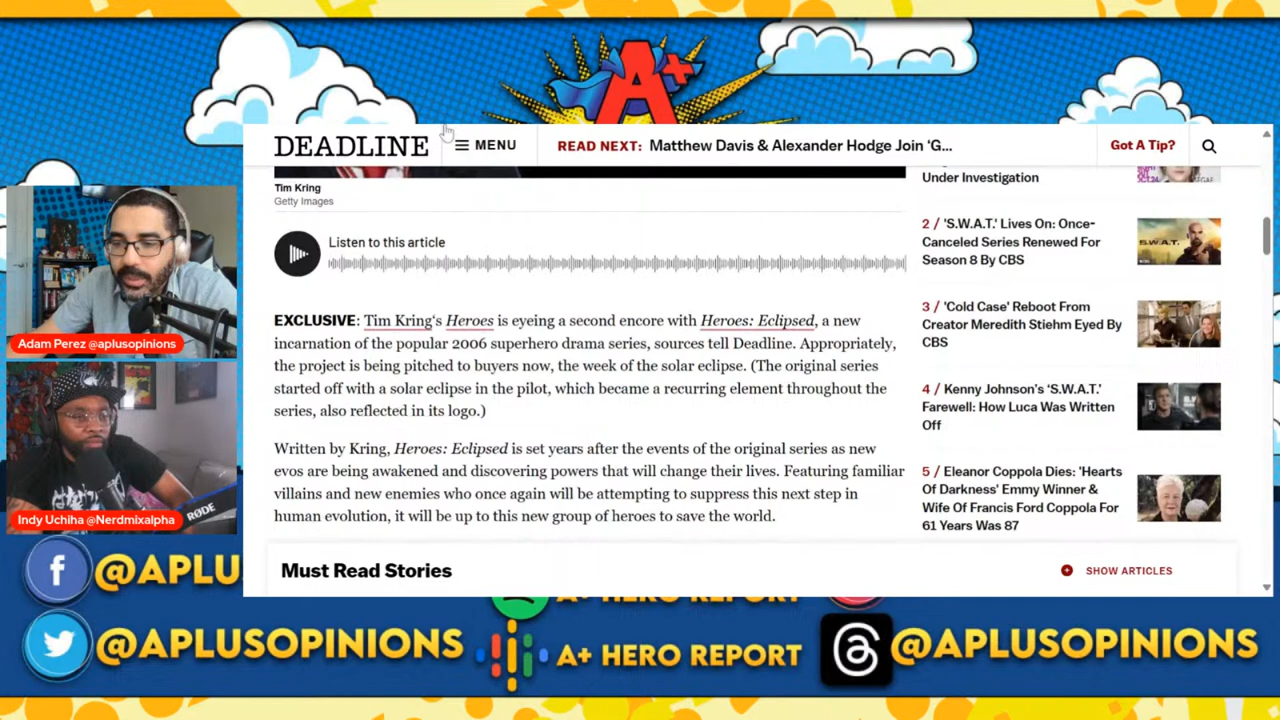 A+
DEADLINE
MENU
READ NEXT: Matthew Davis & Alexander Hodge Join 'G...
Got A Tip?
Tim Kring
Getty Images
Listen to this article
EXCLUSIVE: Tim Kring's Heroes is eyeing a second encore with Heroes: Eclipsed, a new
incarnation of the popular 2006 superhero drama series, sources tell Deadline. Appropriately,
the project is being pitched to buyers now, the week of the solar eclipse. (The original series
started off with a solar eclipse in the pilot, which became a recurring element throughout the
series, also reflected in its logo.)
Written by Kring, Heroes: Eclipsed is set years after the events of the original series as new
evos are being awakened and discovering powers that will change their lives. Featuring familiar
villains and new enemies who once again will be attempting to suppress this next step in
human evolution, it will be up to this new group of heroes to save the world.
Must Read Stories
SHOW ARTICLES
Under Investigation
2 / 'S.W.A.T.' Lives On: Once-
Canceled Series Renewed For
Season 8 By CBS
S.W.A.T.
3 / 'Cold Case' Reboot From
Creator Meredith Stiehm Eyed By
CBS
4 / Kenny Johnson's 'S.W.A.T.'
Farewell: How Luca Was Written
Off
5 / Eleanor Coppola Dies: 'Hearts
Of Darkness' Emmy Winner &
Wife Of Francis Ford Coppola For
61 Years Was 87
Adam Perez @aplusopinions
RØDE
Indy Uchiha @Nerdmixalpha
f @APLU
A+ HERO REPORT
@APLUSOPINIONS
A+ HERO REPORT
@APLUSOPINIONS